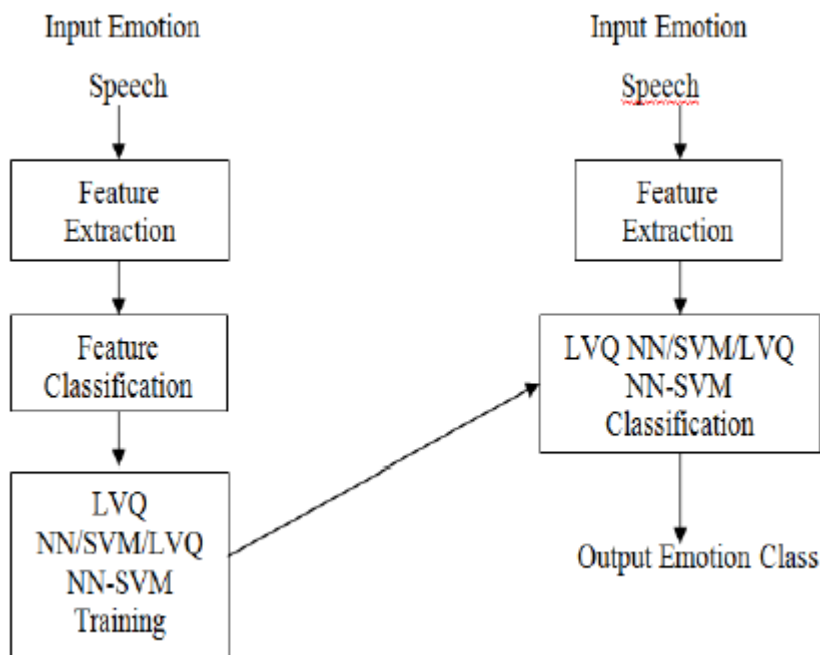 Input Emotion
Speech
Feature
Extraction
Feature
Classification
LVQ
NN/SVM/LVQ
NN-SVM
Training
Input Emotion
Speech
Feature
Extraction
LVQ NN/SVM/LVQ
NN-SVM
Classification
Output Emotion Class